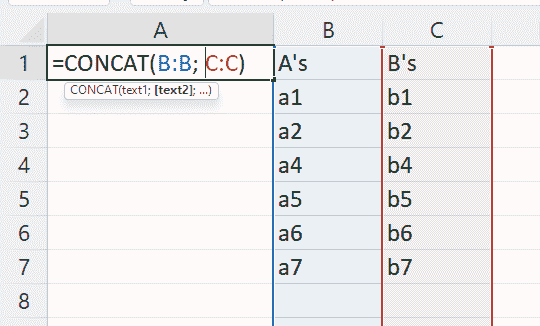 A B C
1 =CONCAT(B:B; C:C) A's B's
CONCAT(text1; [text2]; ...)
2 a1 b1
3 a2 b2
4 a4 b4
5 a5 b5
6 a6 b6
7 a7 b7
8